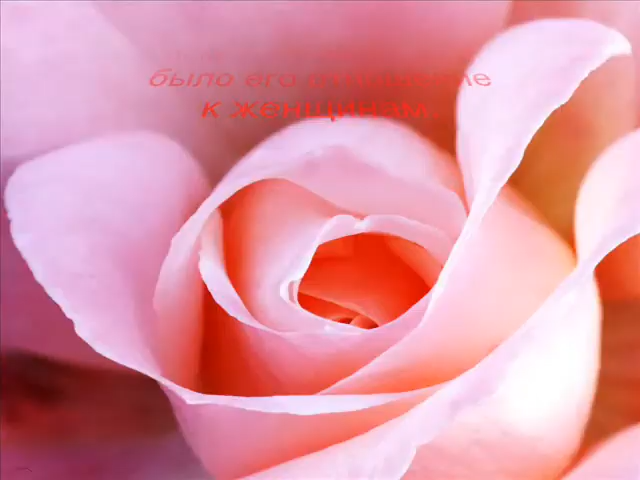 было его отношение
к женщинам.